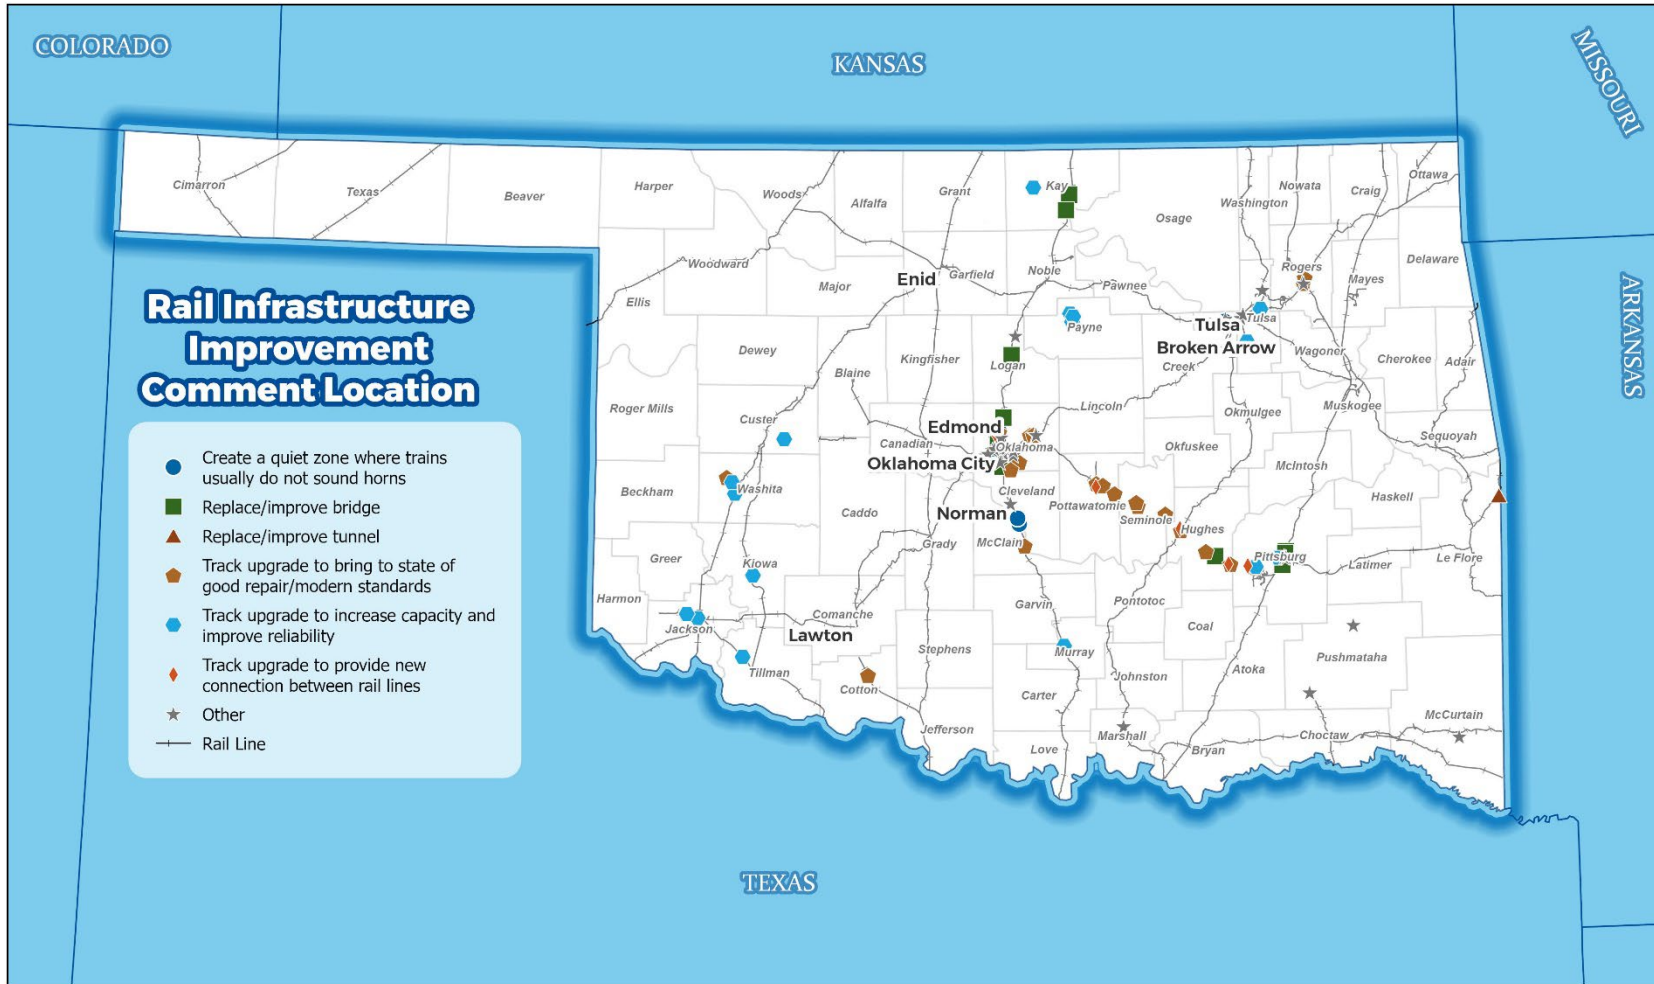 COLORADO
KANSAS
MISSOURI
ARKANSAS
TEXAS
Rail Infrastructure
Improvement
Comment Location
Create a quiet zone where trains
usually do not sound horns
Replace/improve bridge
Replace/improve tunnel
Track upgrade to bring to state of
good repair/modern standards
Track upgrade to increase capacity and
improve reliability
Track upgrade to provide new
connection between rail lines
Other
Rail Line
Cimarron
Texas
Beaver
Harper
Woods
Alfalfa
Grant
Kay
Osage
Washington
Nowata
Craig
Ottawa
Woodward
Ellis
Major
Enid
Garfield
Noble
Pawnee
Rogers
Mayes
Delaware
Dewey
Blaine
Kingfisher
Logan
Payne
Tulsa
Tulsa
Broken Arrow
Creek
Wagoner
Cherokee
Adair
Roger Mills
Custer
Canadian
Edmond
Oklahoma
Oklahoma City
Lincoln
Okmulgee
Okfuskee
Muskogee
Sequoyah
McIntosh
Beckham
Washita
Caddo
Cleveland
Norman
Pottawatomie
Seminole
Hughes
Haskell
Greer
Kiowa
Grady
McClain
Pittsburg
Latimer
Le Flore
Harmon
Jackson
Comanche
Lawton
Garvin
Pontotoc
Coal
Tillman
Cotton
Stephens
Murray
Johnston
Atoka
Pushmataha
Carter
Jefferson
Love
Marshall
Bryan
Choctaw
McCurtain